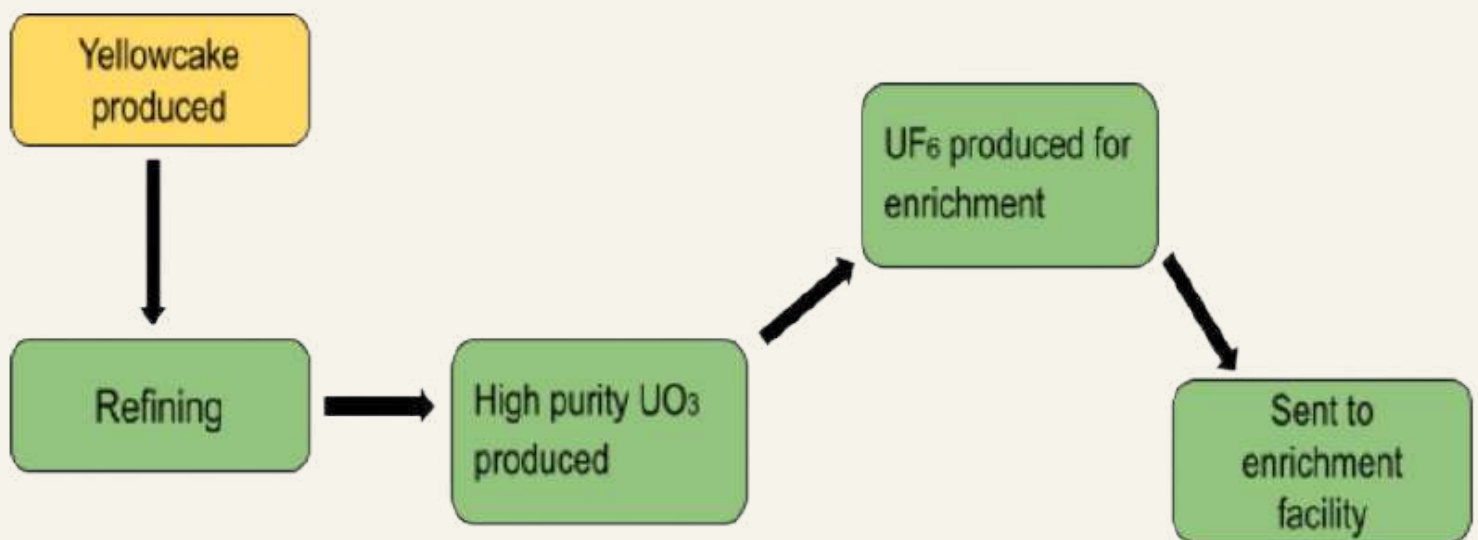 Yellowcake
produced
Refining
High purity UO₃
produced
UF₆ produced for
enrichment
Sent to
enrichment
facility